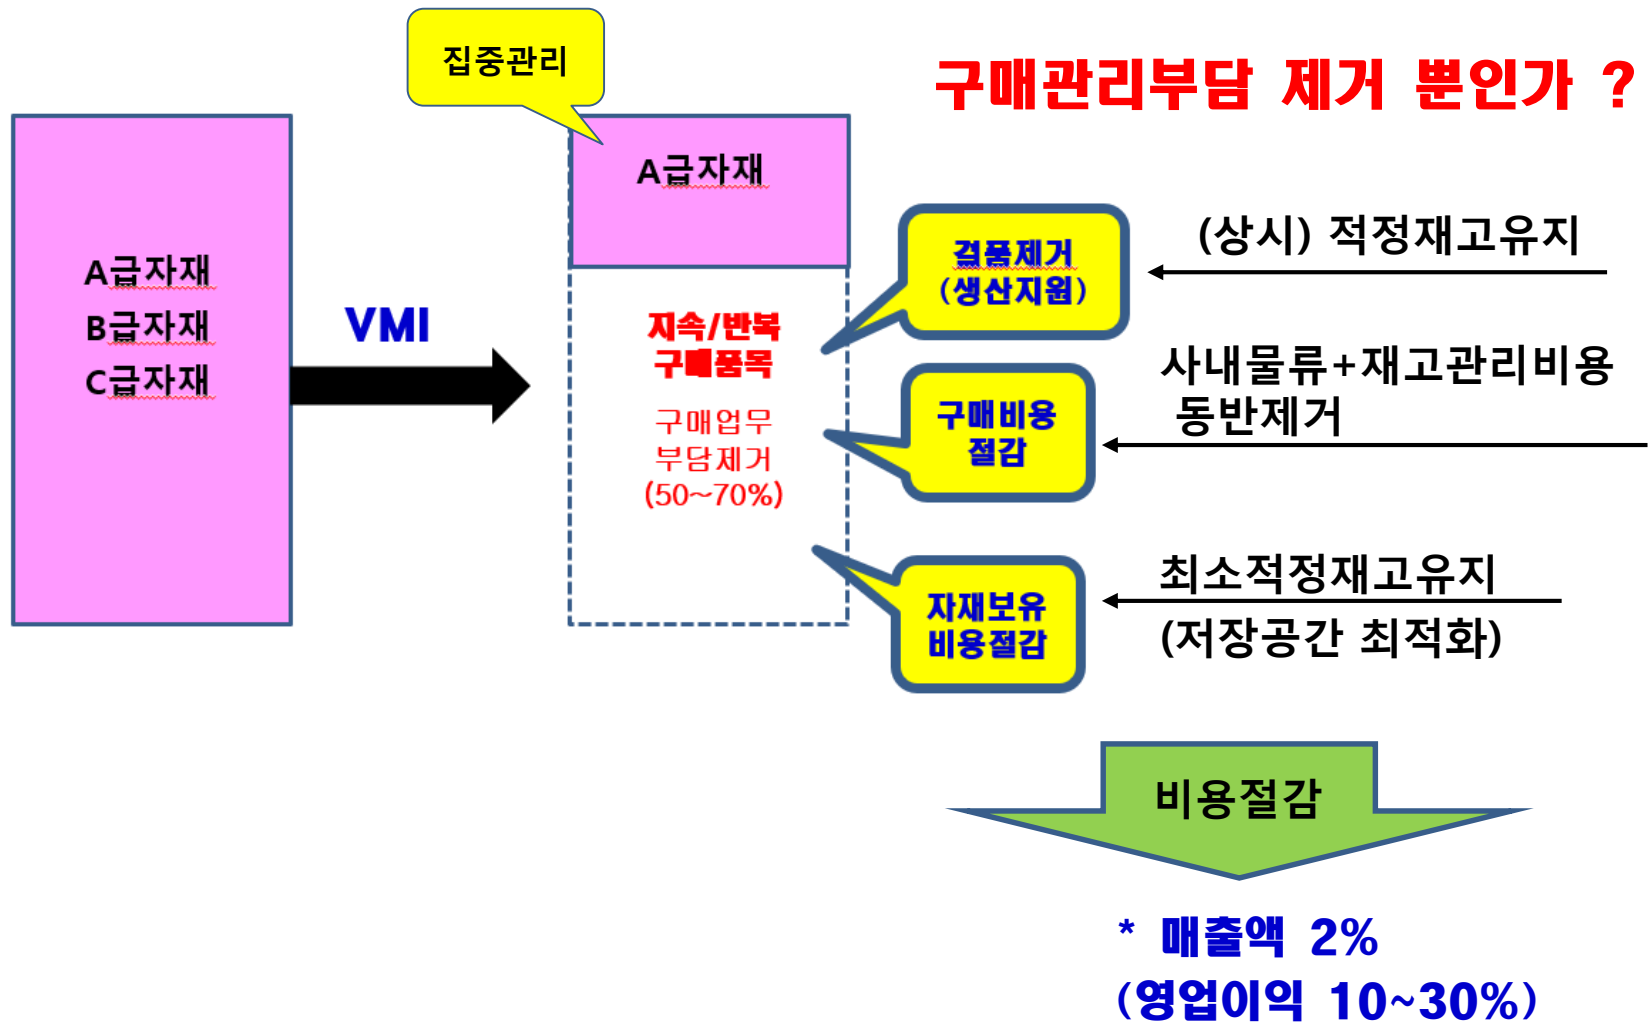 집중관리
구매관리부담 제거 뿐인가 ?
A급자재
B급자재
C급자재
VMI
A급자재
지속/반복
구매품목
구매업무
부담제거
(50~70%)
결품제거
(생산지원)
(상시) 적정재고유지
구매비용
절감
사내물류+재고관리비용
동반제거
자재보유
비용절감
최소적정재고유지
(저장공간 최적화)
비용절감
* 매출액 2%
(영업이익 10~30%)